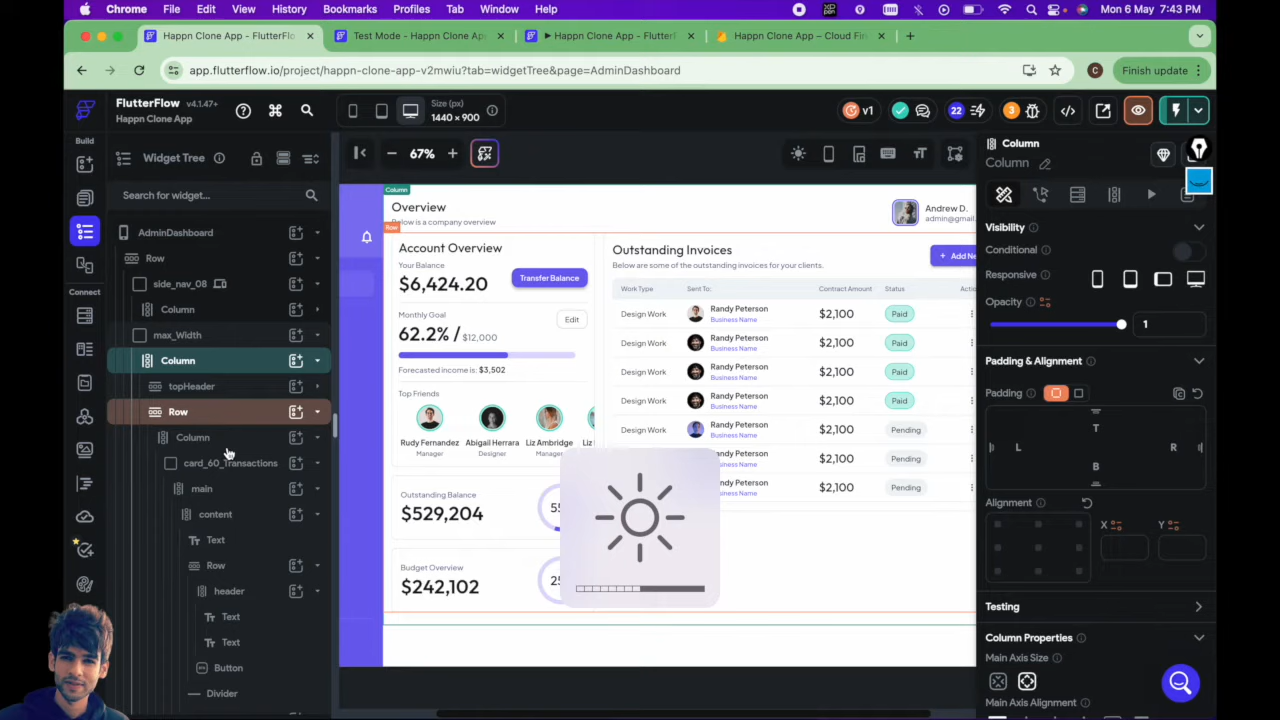 Chrome File Edit View History Bookmarks Profiles Tab Window Help Mon 6 May 7:43 PM
Happn Clone App - FlutterFlo
Test Mode - Happn Clone Ap
Happn Clone App - FlutterF
Happn Clone App – Cloud Fir
app.flutterflow.io/project/happn-clone-app-v2mwiu?tab=widgetTree&page=AdminDashboard
C
Finish update
FlutterFlow v4.1.47+
Happn Clone App
Size (px)
1440 × 900
v1
22
3
Build
Widget Tree
67%
Column
Column
Search for widget...
AdminDashboard
Row
side_nav_08
Column
max_Width
Column
topHeader
Row
Column
card_60_Transactions
main
content
Text
Row
header
Text
Text
Button
Divider
Connect
Column
Overview
Below is a company overview
Andrew D.
admin@gmail.
Row
Account Overview
Your Balance
$6,424.20
Transfer Balance
Monthly Goal
62.2% / $12,000
Edit
Forecasted income is: $3,502
Top Friends
Rudy Fernandez
Manager
Abigail Herrara
Designer
Liz Ambridge
Manager
Liz
Outstanding Balance
$529,204
55
Budget Overview
$242,102
25
Outstanding Invoices
Below are some of the outstanding invoices for your clients.
+ Add Ne
Work Type Sent To: Contract Amount Status Actio
Design Work Randy Peterson $2,100 Paid
Business Name
Design Work Randy Peterson $2,100 Paid
Business Name
Design Work Randy Peterson $2,100 Paid
Business Name
Design Work Randy Peterson $2,100 Paid
Business Name
Design Work Randy Peterson $2,100 Pending
Business Name
Randy Peterson $2,100 Pending
Business Name
Randy Peterson $2,100 Pending
Business Name
Visibility
Conditional
Responsive
Opacity
1
Padding & Alignment
Padding
T
L R
B
Alignment
X Y
Testing
Column Properties
Main Axis Size
Main Axis Alignment